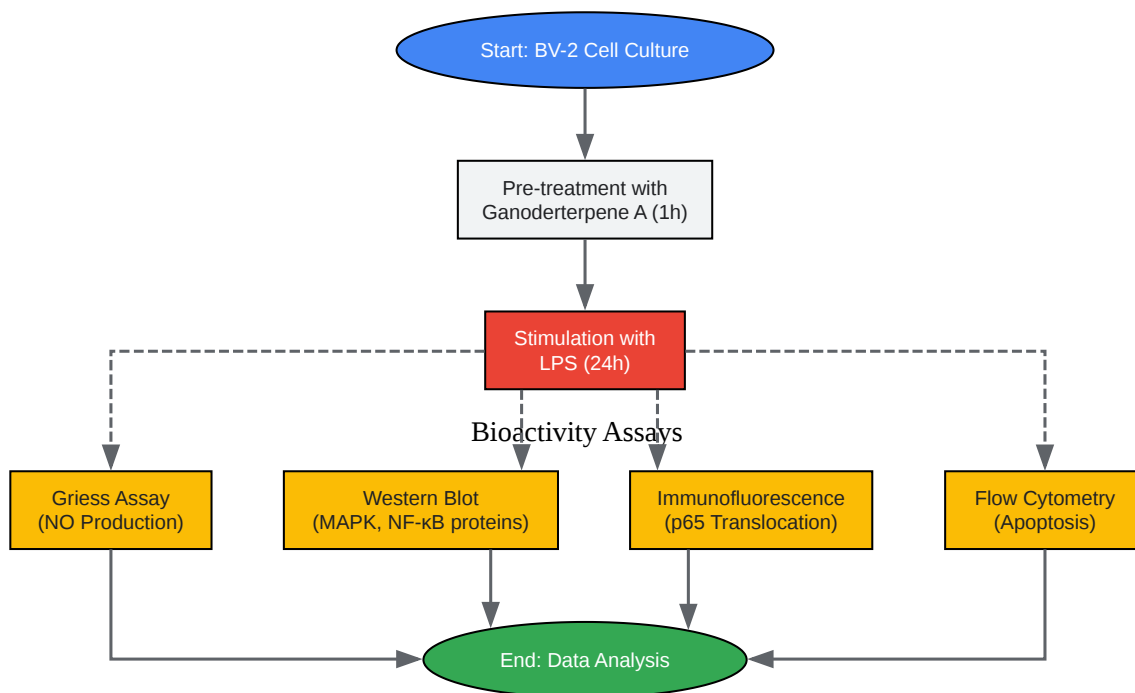 Start: BV-2 Cell Culture
Pre-treatment with
Ganoderterpene A (1h)
Stimulation with
LPS (24h)
Bioactivity Assays
Griess Assay
(NO Production)
Western Blot
(MAPK, NF-κB proteins)
Immunofluorescence
(p65 Translocation)
Flow Cytometry
(Apoptosis)
End: Data Analysis